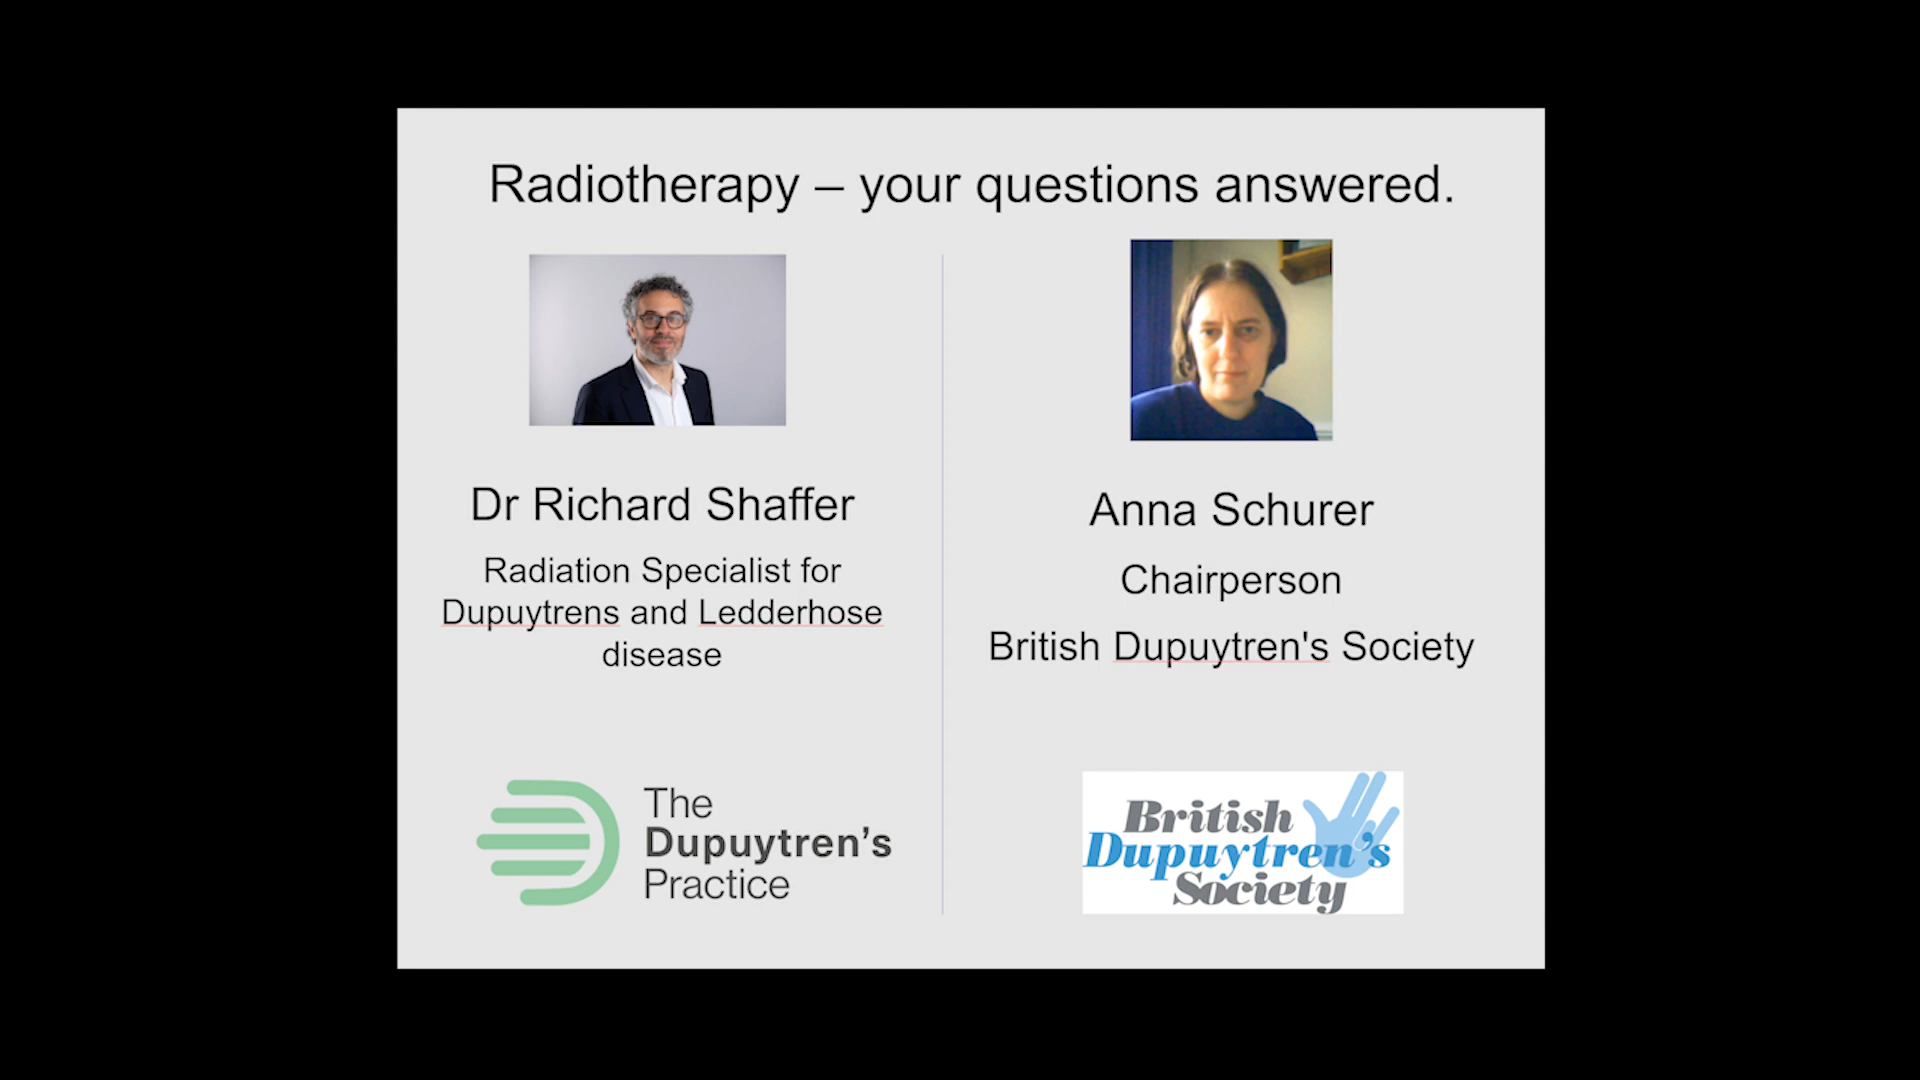 Radiotherapy – your questions answered.
Dr Richard Shaffer
Radiation Specialist for
Dupuytrens and Ledderhose
disease
The
Dupuytren’s
Practice
Anna Schurer
Chairperson
British Dupuytren's Society
British
Dupuytren's
Society